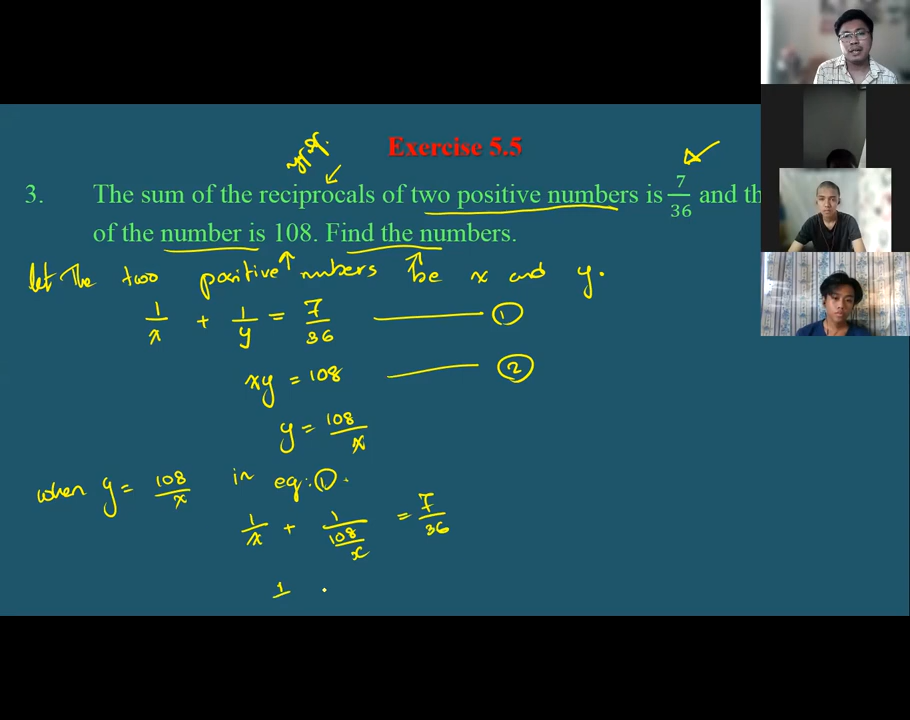 Exercise 5.5
3. The sum of the reciprocals of two positive numbers is 7/36 and th
of the number is 108. Find the numbers.
let The two positive numbers be x and y.
1/x + 1/y = 7/36 ——— ①
xy = 108 ——— ②
y = 108/x
when y = 108/x in eq: ①.
1/x + 1/(108/x) = 7/36
1